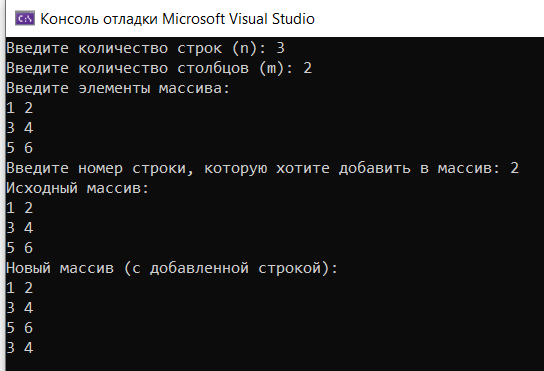 Консоль отладки Microsoft Visual Studio
Введите количество строк (n): 3
Введите количество столбцов (m): 2
Введите элементы массива:
1 2
3 4
5 6
Введите номер строки, которую хотите добавить в массив: 2
Исходный массив:
1 2
3 4
5 6
Новый массив (с добавленной строкой):
1 2
3 4
5 6
3 4